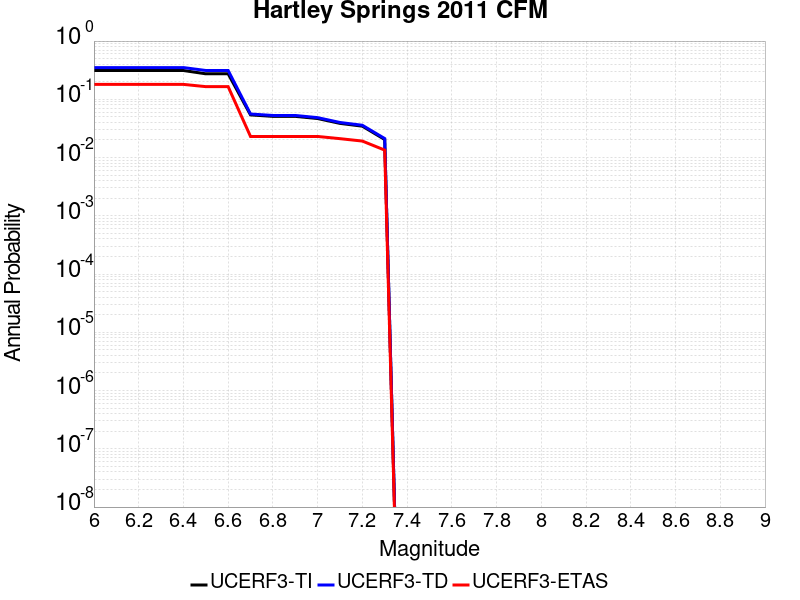 Hartley Springs 2011 CFM
Annual Probability
10^0
10^-1
10^-2
10^-3
10^-4
10^-5
10^-6
10^-7
10^-8
6 6.2 6.4 6.6 6.8 7 7.2 7.4 7.6 7.8 8 8.2 8.4 8.6 8.8 9
Magnitude
UCERF3-TI UCERF3-TD UCERF3-ETAS